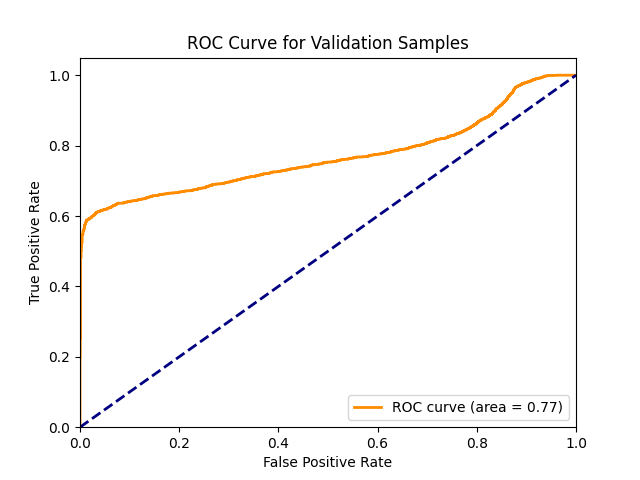 ROC Curve for Validation Samples
True Positive Rate
1.0
0.8
0.6
0.4
0.2
0.0
ROC curve (area = 0.77)
0.0 0.2 0.4 0.6 0.8 1.0
False Positive Rate